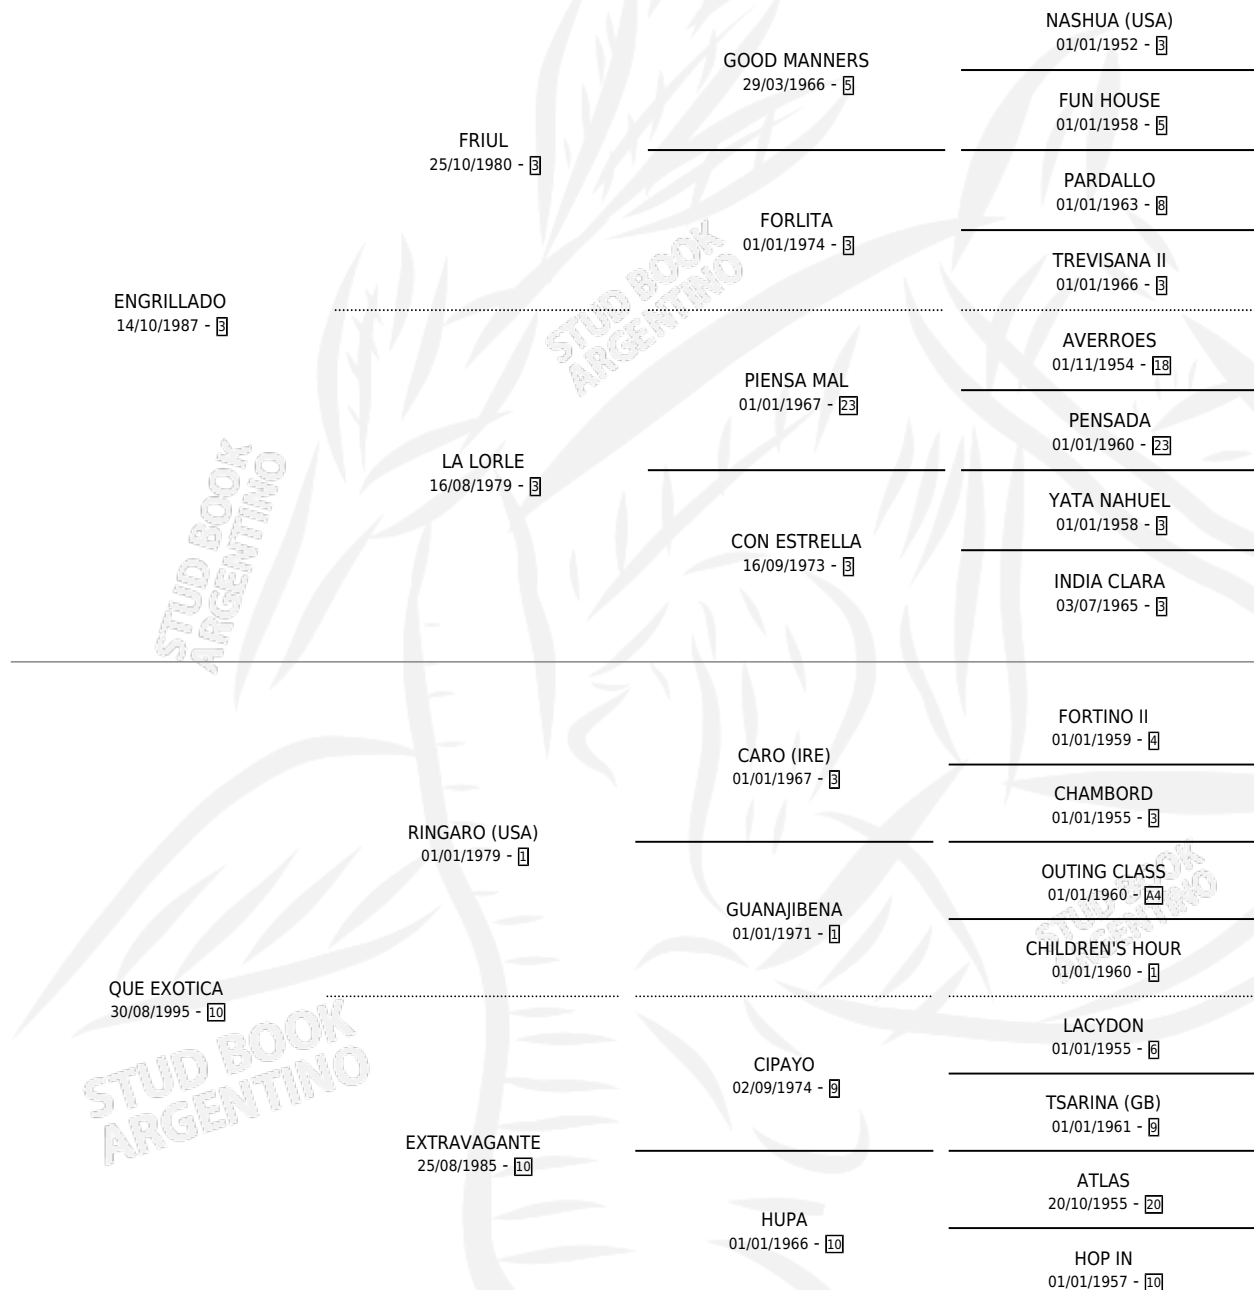 NASHUA (USA)
01/01/1952 - 3
GOOD MANNERS
29/03/1966 - 5
FUN HOUSE
01/01/1958 - 5
FRIUL
25/10/1980 - 3
PARDALLO
01/01/1963 - 8
FORLITA
01/01/1974 - 3
TREVISANA II
01/01/1966 - 3
ENGRILLADO
14/10/1987 - 3
STUD BOOK
ARGENTINO
AVERROES
01/11/1954 - 18
PIENSA MAL
01/01/1967 - 23
PENSADA
01/01/1960 - 23
LA LORLE
16/08/1979 - 3
YATA NAHUEL
01/01/1958 - 3
CON ESTRELLA
16/09/1973 - 3
INDIA CLARA
03/07/1965 - 3
STUD BOOK
ARGENTINO
FORTINO II
01/01/1959 - 4
CARO (IRE)
01/01/1967 - 3
CHAMBORD
01/01/1955 - 3
RINGARO (USA)
01/01/1979 - 1
OUTING CLASS
01/01/1960 - A4
GUANAJIBENA
01/01/1971 - 1
CHILDREN'S HOUR
01/01/1960 - 1
STUD BOOK
ARGENTINO
QUE EXOTICA
30/08/1995 - 10
LACYDON
01/01/1955 - 6
CIPAYO
02/09/1974 - 9
TSARINA (GB)
01/01/1961 - 9
STUD BOOK
ARGENTINO
EXTRAVAGANTE
25/08/1985 - 10
ATLAS
20/10/1955 - 20
HUPA
01/01/1966 - 10
HOP IN
01/01/1957 - 10